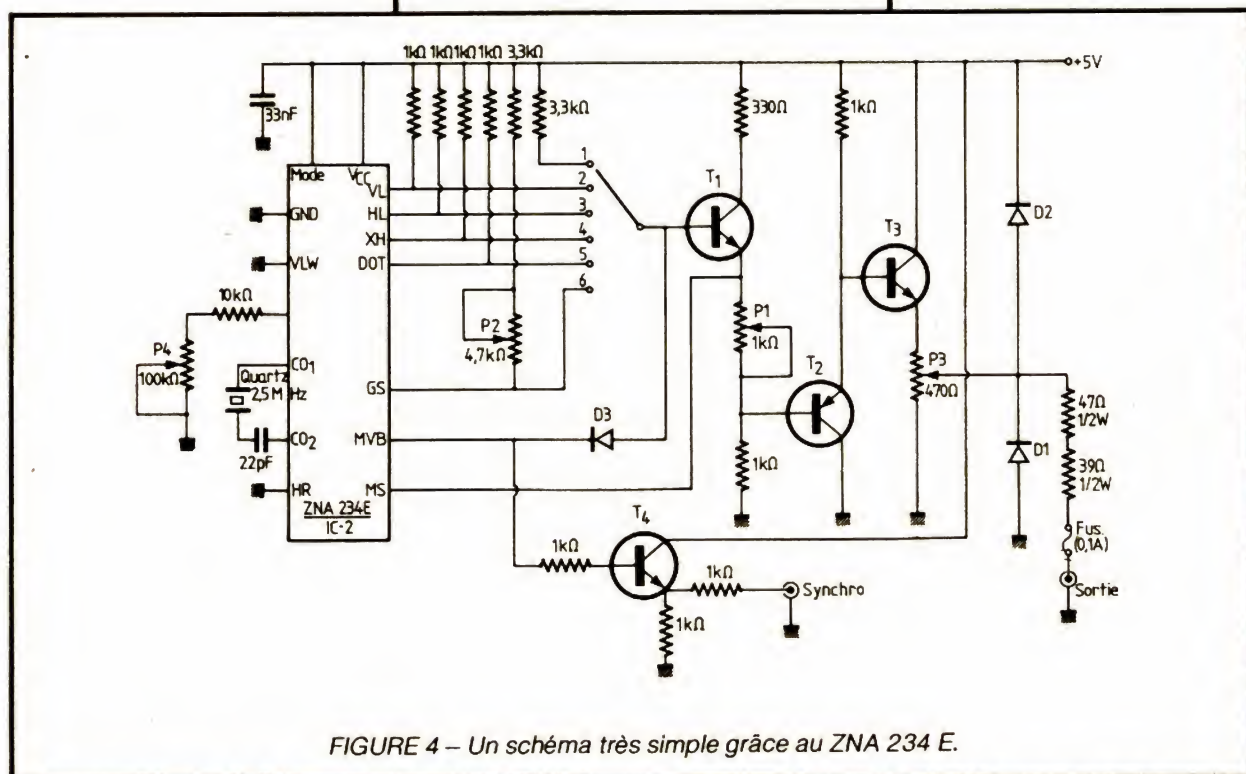 1kΩ 1kΩ 1kΩ 1kΩ 3,3kΩ
+5V
33nF
3,3kΩ
330Ω
1kΩ
1
2
3
4
5
6
Mode
VCC
VL
GND
HL
XH
VLW
DOT
10kΩ
P4
100kΩ
CO1
Quartz
2,5 MHz
CO2
22pF
HR
GS
MVB
MS
ZNA 234E
IC-2
P2
4,7kΩ
D3
T1
P1
1kΩ
T2
1kΩ
T3
P3
470Ω
D2
D1
47Ω
1/2W
39Ω
1/2W
Fus.
(0,1A)
Sortie
T4
1kΩ
1kΩ
Synchro
1kΩ
FIGURE 4 – Un schéma très simple grâce au ZNA 234 E.